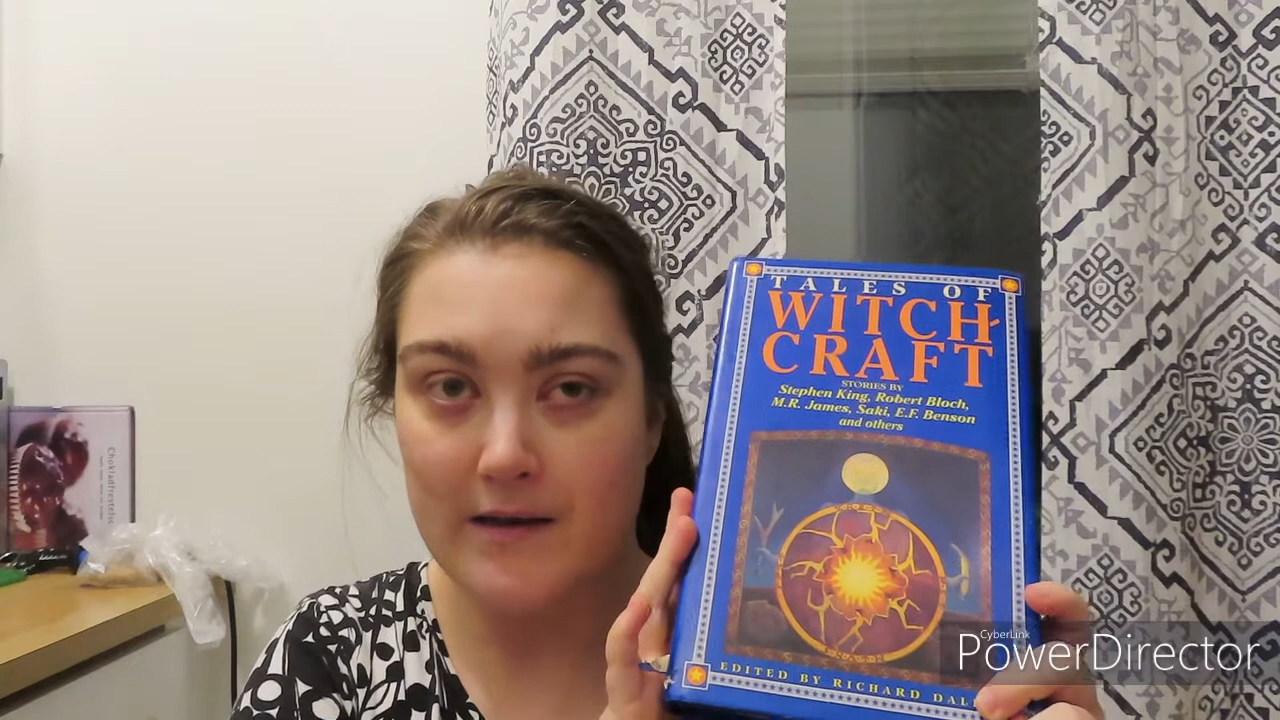 TALES OF
WITCH-
CRAFT
STORIES BY
Stephen King, Robert Bloch,
M.R. James, Saki, E.F. Benson
and others
EDITED BY RICHARD
CyberLink
PowerDirector